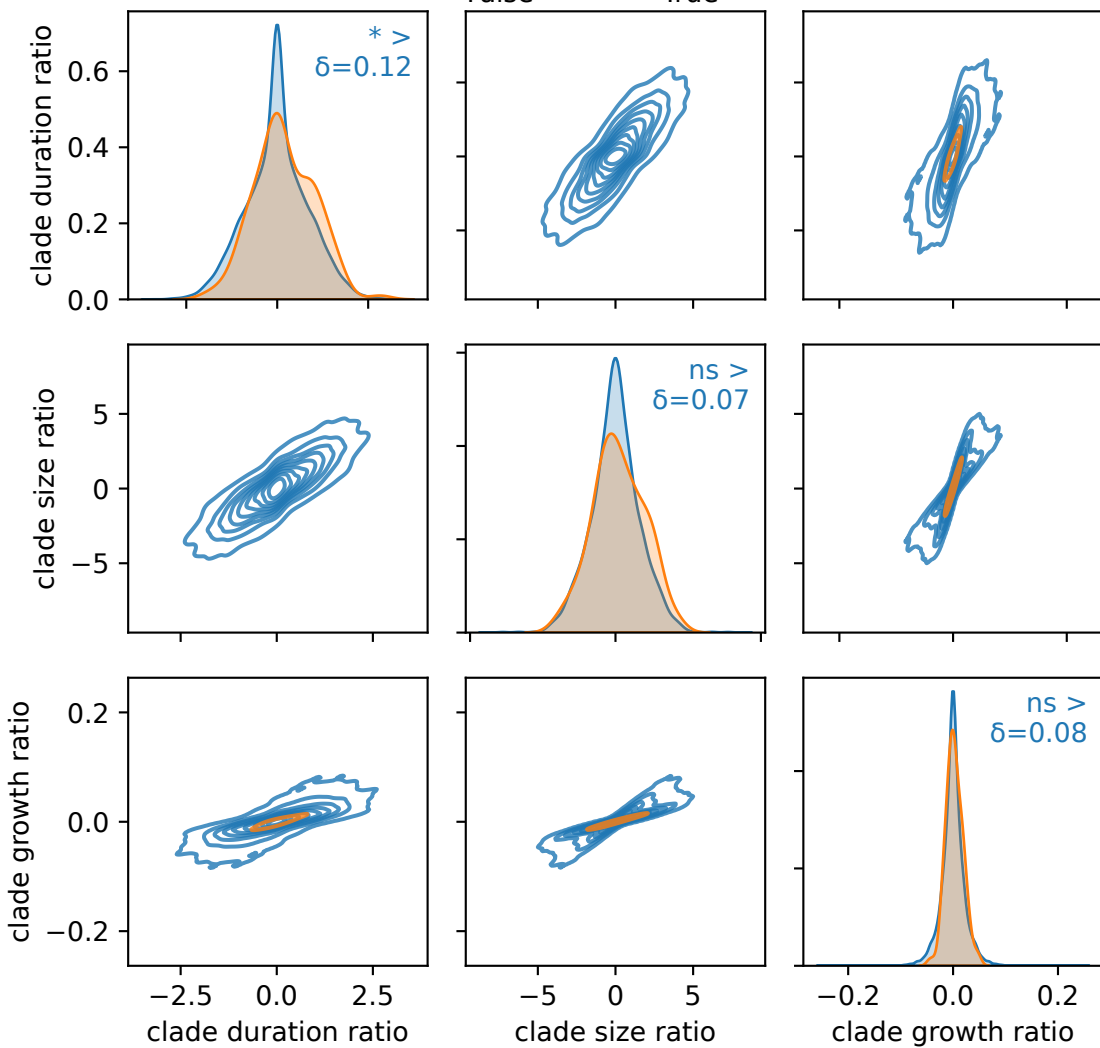 * >
δ=0.12
clade duration ratio
0.6
0.4
0.2
0.0
ns >
δ=0.07
clade size ratio
5
0
−5
ns >
δ=0.08
clade growth ratio
0.2
0.0
−0.2
−2.5 0.0 2.5
−5 0 5
−0.2 0.0 0.2
clade duration ratio
clade size ratio
clade growth ratio